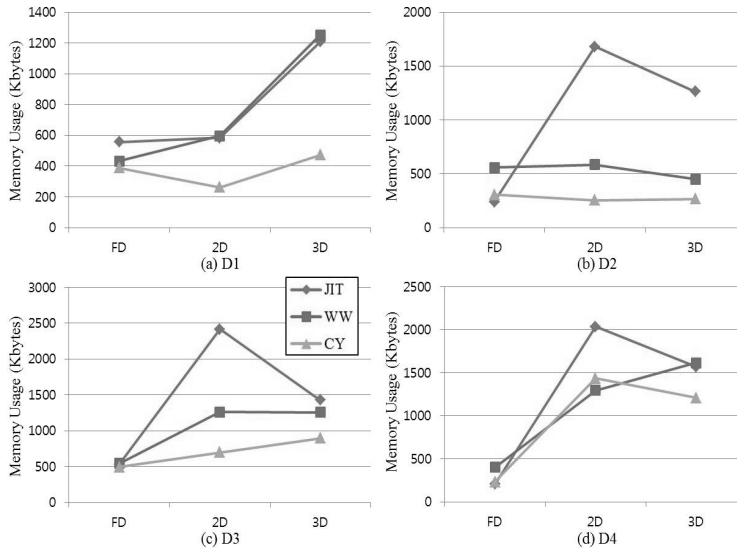 Memory Usage (Kbytes)
1400
1200
1000
800
600
400
200
0
FD
2D
3D
(a) D1
Memory Usage (Kbytes)
2000
1500
1000
500
0
FD
2D
3D
(b) D2
Memory Usage (Kbytes)
3000
2500
2000
1500
1000
500
0
FD
2D
3D
(c) D3
JIT
WW
CY
Memory Usage (Kbytes)
2500
2000
1500
1000
500
0
FD
2D
3D
(d) D4